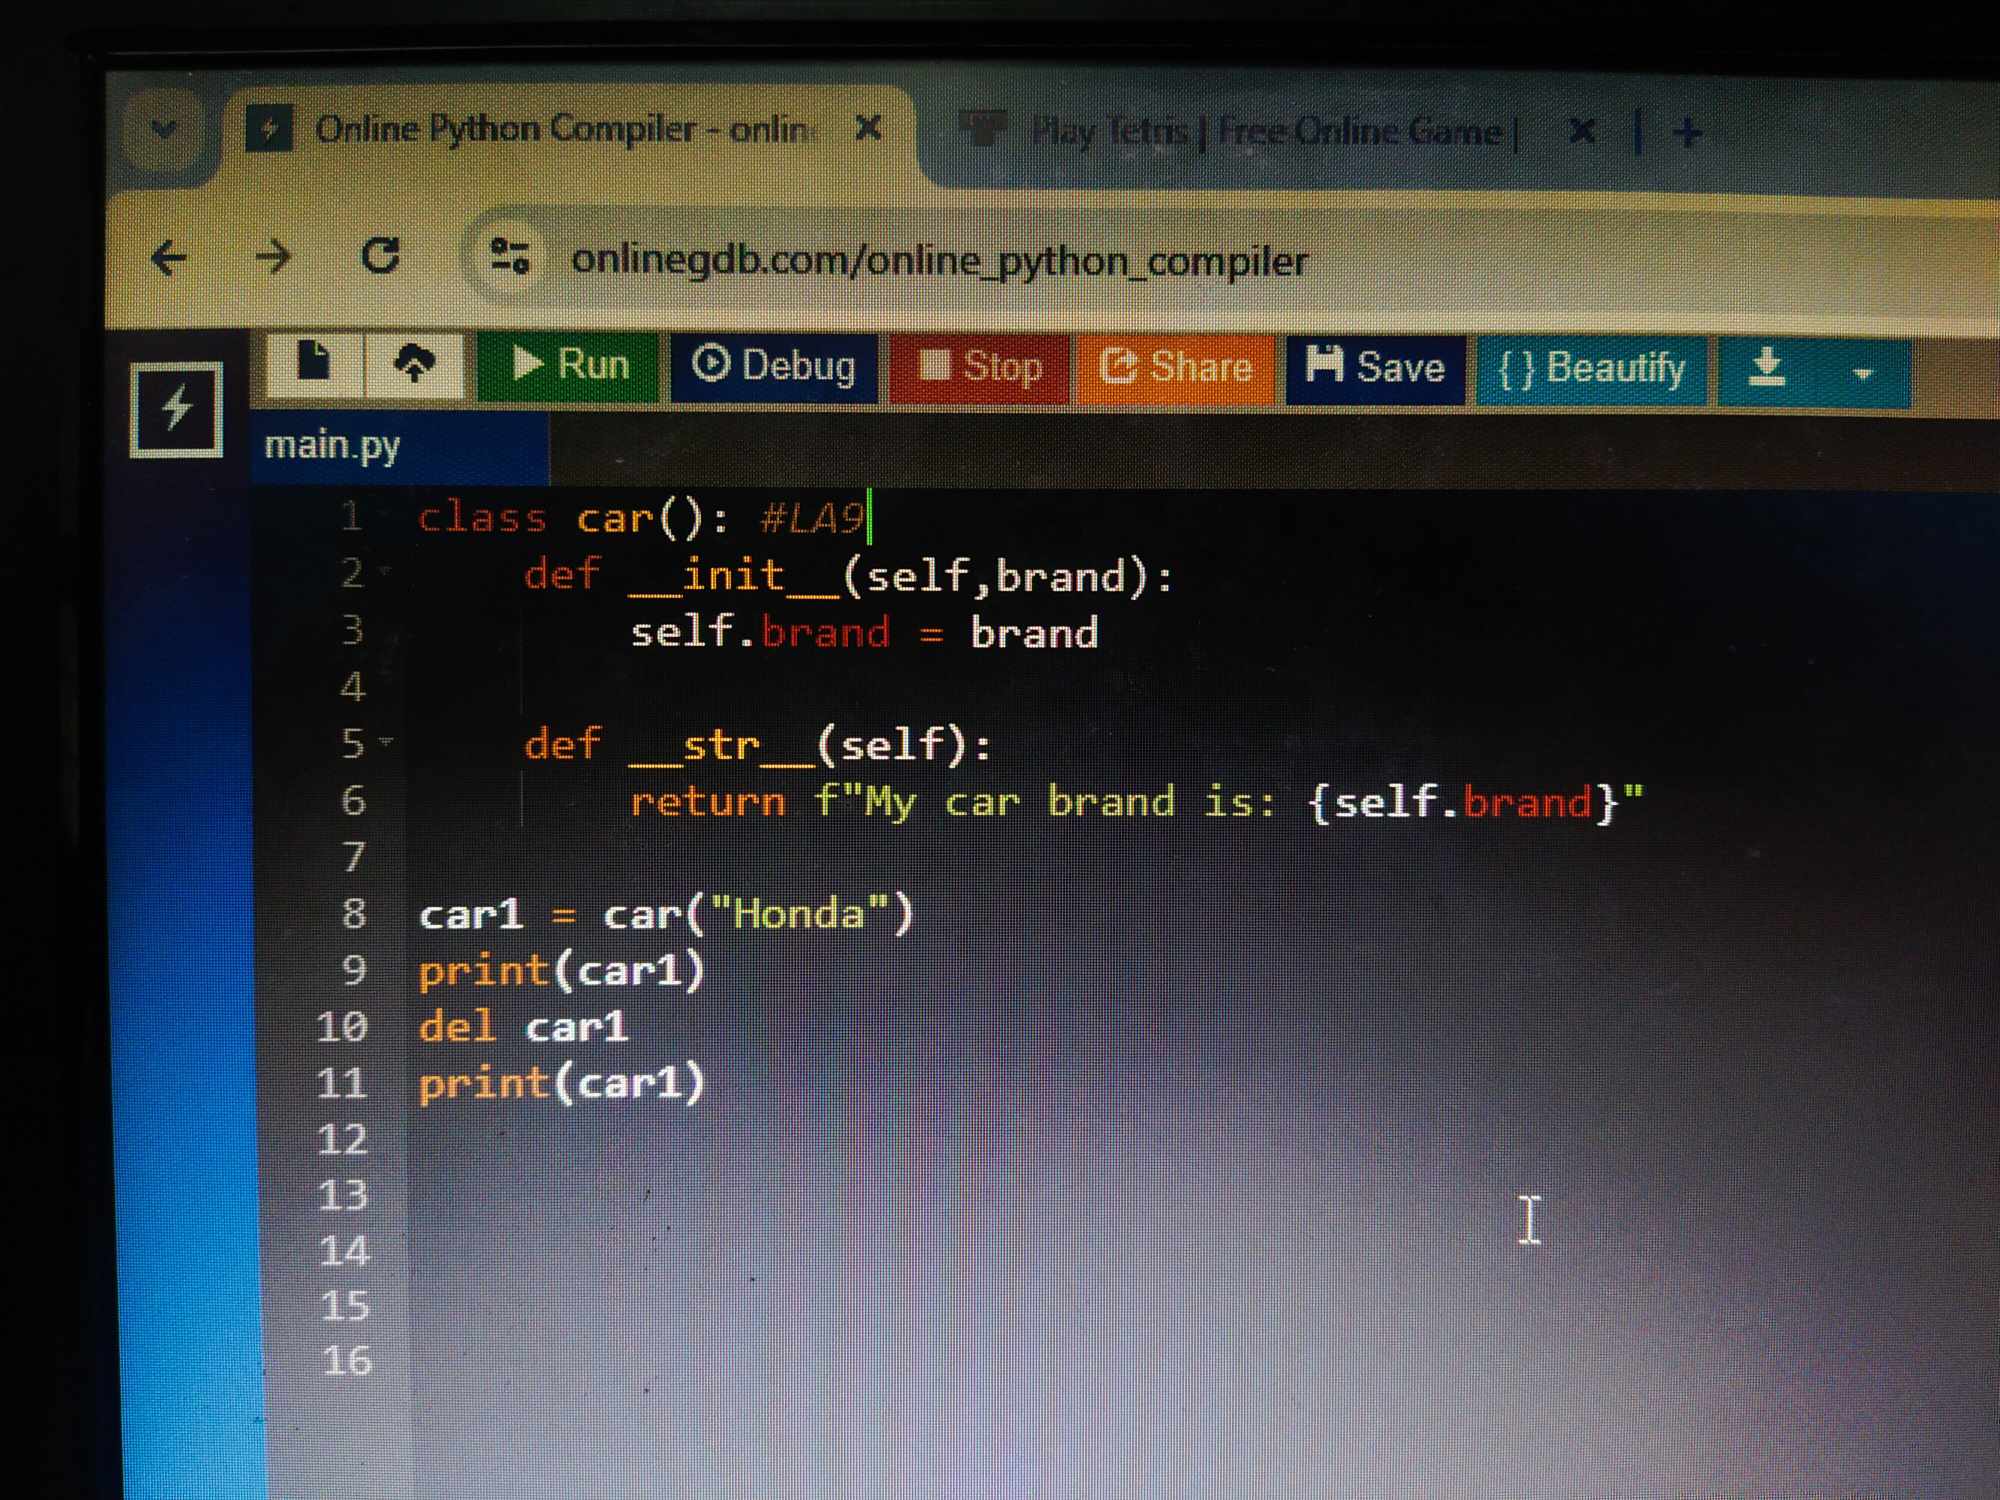 Online Python Compiler - onlin
Play Tetris | Free Online Game |
onlinegdb.com/online_python_compiler
Run Debug Stop Share Save { } Beautify
main.py
1 class car(): #LA9
2 def __init__(self,brand):
3 self.brand = brand
4
5 def __str__(self):
6 return f"My car brand is: {self.brand}"
7
8 car1 = car("Honda")
9 print(car1)
10 del car1
11 print(car1)
12
13
14
15
16